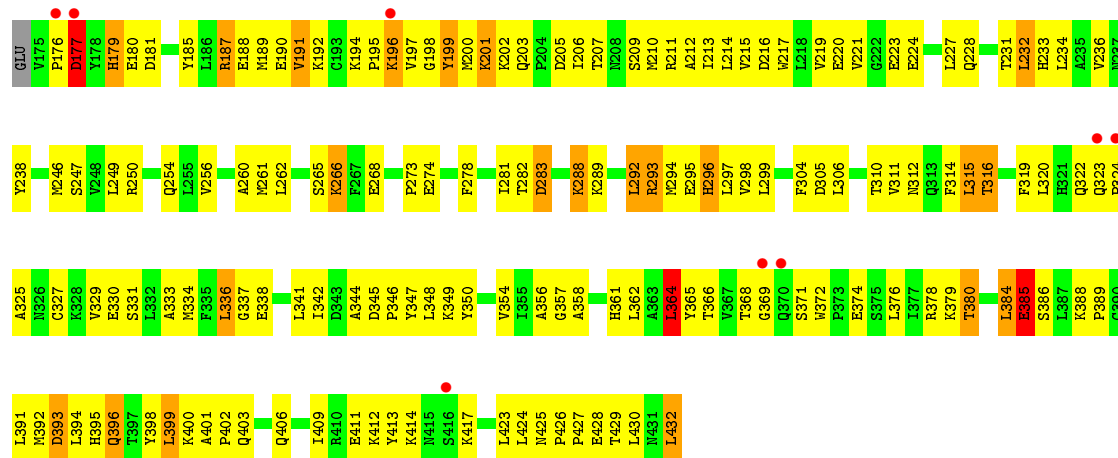 GLU V175 P176 D177 Y178 H179 E180 D181 Y185 L186 R187 E188 M189 E190 V191 K192 C193 K194 P195 K196 V197 G198 Y199 M200 K201 K202 Q203 P204 D205 I206 T207 N208 S209 M210 R211 A212 I213 L214 V215 D216 W217 L218 V219 E220 V221 G222 E223 E224 L227 Q228 T231 L232 H233 L234 A235 V236 N237
Y238 M246 S247 V248 L249 R250 Q254 L255 V256 A260 M261 L262 S265 K266 F267 E268 P273 E274 F278 I281 T282 D283 K288 K289 L292 R293 M294 E295 H296 L297 V298 L299 F304 D305 L306 T310 V311 N312 Q313 F314 L315 T316 F319 L320 H321 Q322 Q323 P324
A325 N326 C327 K328 V329 E330 S331 L332 A333 M334 F335 L336 G337 E338 L341 I342 D343 A344 D345 P346 Y347 L348 K349 Y350 V354 I355 A356 G357 A358 H361 L362 A363 L364 Y365 T366 V367 T368 G369 Q370 S371 W372 P373 E374 S375 L376 I377 R378 K379 T380 L384 E385 S386 L387 K388 P389 C390
L391 M392 D393 L394 H395 Q396 T397 Y398 L399 K400 A401 P402 Q403 Q406 I409 R410 E411 K412 Y413 K414 N415 S416 K417 L423 L424 N425 P426 P427 E428 T429 L430 N431 L432